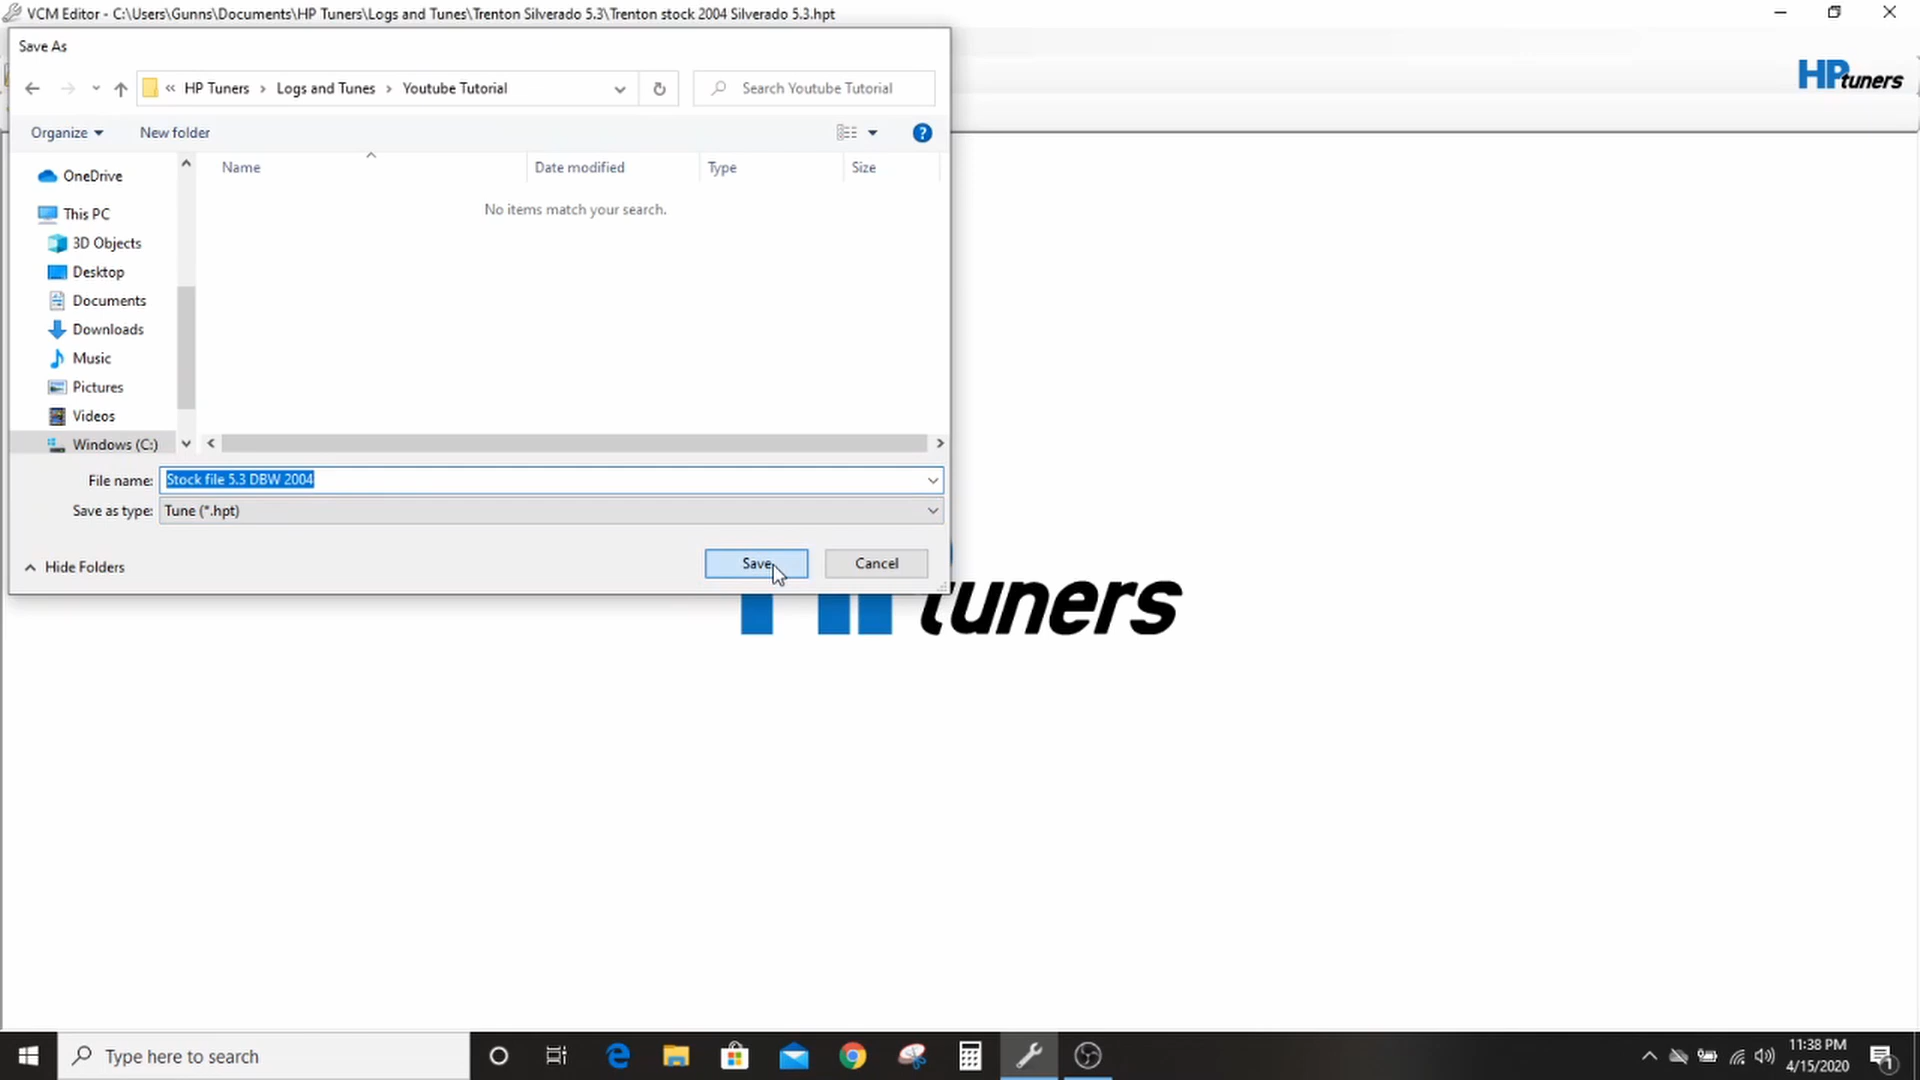 VCM Editor - C:\Users\Gunns\Documents\HP Tuners\Logs and Tunes\Trenton Silverado 5.3\Trenton stock 2004 Silverado 5.3.hpt
Save As
« HP Tuners › Logs and Tunes › Youtube Tutorial
Search Youtube Tutorial
HP tuners
Organize
New folder
?
Name
Date modified
Type
Size
OneDrive
No items match your search.
This PC
3D Objects
Desktop
Documents
Downloads
Music
Pictures
Videos
Windows (C:)
File name: Stock file 5.3 DBW 2004
Save as type: Tune (*.hpt)
Hide Folders
Save
Cancel
tuners
Type here to search
11:38 PM
4/15/2020
1